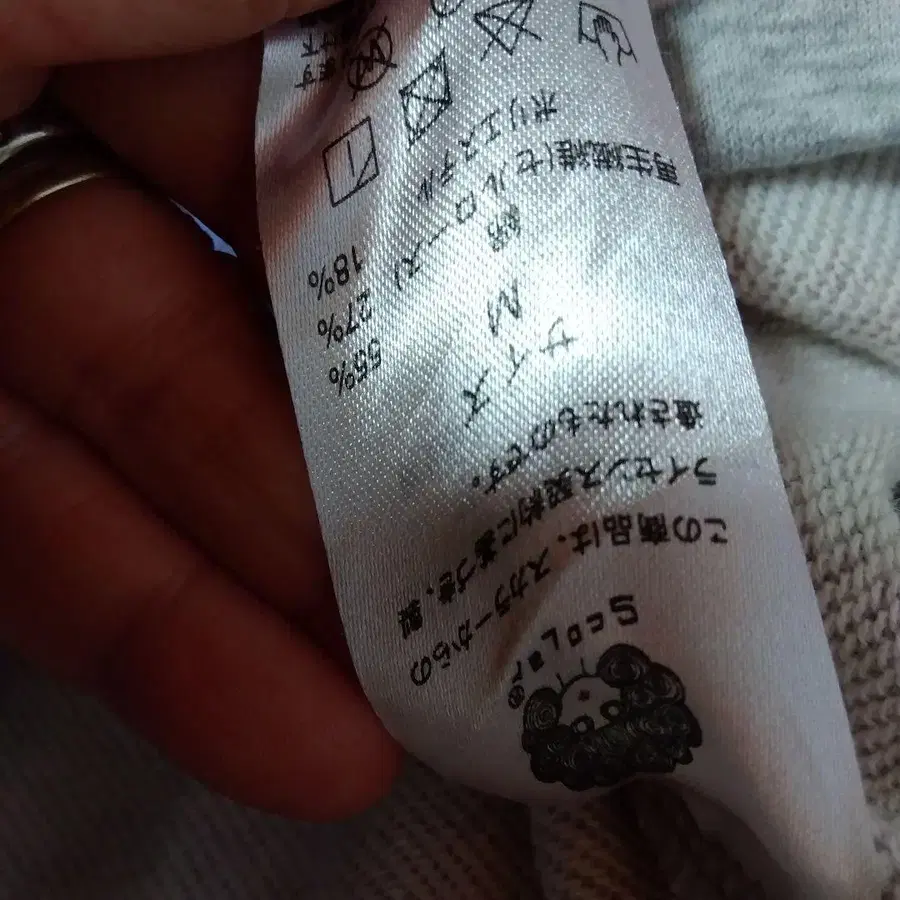 ScoLar®
この商品は、スカラーからの
ライセンス契約に基づき、製
造されたものです。
サイズ
M
綿 55%
再生繊維(セルロース) 27%
ポリエステル 18%